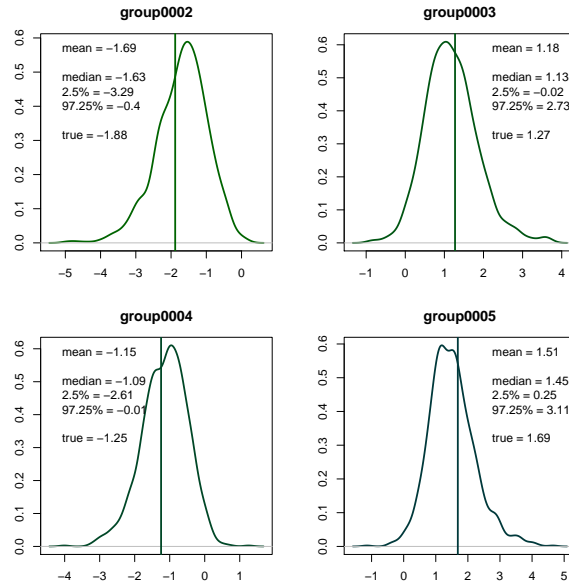 group0002
mean = −1.69
median = −1.63
2.5% = −3.29
97.25% = −0.4
true = −1.88
0.0 0.1 0.2 0.3 0.4 0.5
−5 −4 −3 −2 −1 0
group0003
mean = 1.18
median = 1.13
2.5% = −0.02
97.25% = 2.73
true = 1.27
0.0 0.1 0.2 0.3 0.4 0.5 0.6
−1 0 1 2 3 4
group0004
mean = −1.15
median = −1.09
2.5% = −2.61
97.25% = −0.01
true = −1.25
0.0 0.1 0.2 0.3 0.4 0.5 0.6
−4 −3 −2 −1 0 1
group0005
mean = 1.51
median = 1.45
2.5% = 0.25
97.25% = 3.11
true = 1.69
0.0 0.1 0.2 0.3 0.4 0.5 0.6
−1 0 1 2 3 4 5